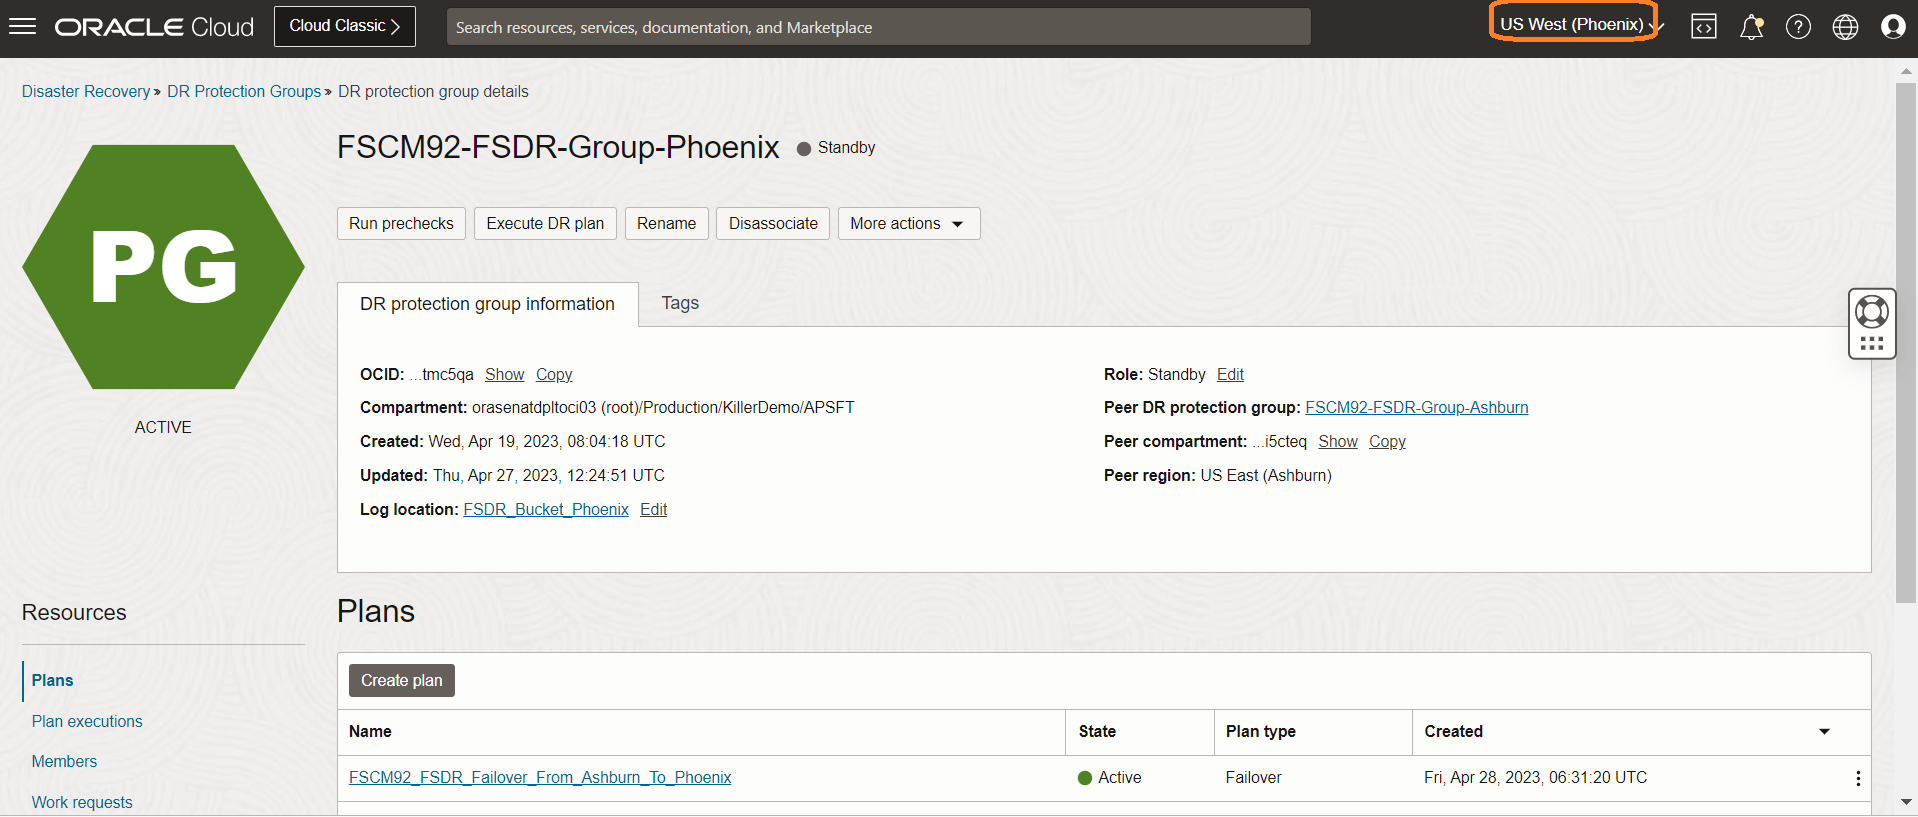 ORACLE Cloud
Cloud Classic
Search resources, services, documentation, and Marketplace
US West (Phoenix)
Disaster Recovery » DR Protection Groups » DR protection group details
PG
ACTIVE
FSCM92-FSDR-Group-Phoenix
Standby
Run prechecks
Execute DR plan
Rename
Disassociate
More actions
DR protection group information
Tags
OCID: ...tmc5qa Show Copy
Compartment: orasenatdpltoci03 (root)/Production/KillerDemo/APSFT
Created: Wed, Apr 19, 2023, 08:04:18 UTC
Updated: Thu, Apr 27, 2023, 12:24:51 UTC
Log location: FSDR_Bucket_Phoenix Edit
Role: Standby Edit
Peer DR protection group: FSCM92-FSDR-Group-Ashburn
Peer compartment: ...i5cteq Show Copy
Peer region: US East (Ashburn)
Resources
Plans
Plan executions
Members
Work requests
Plans
Create plan
Name State Plan type Created
FSCM92_FSDR_Failover_From_Ashburn_To_Phoenix Active Failover Fri, Apr 28, 2023, 06:31:20 UTC